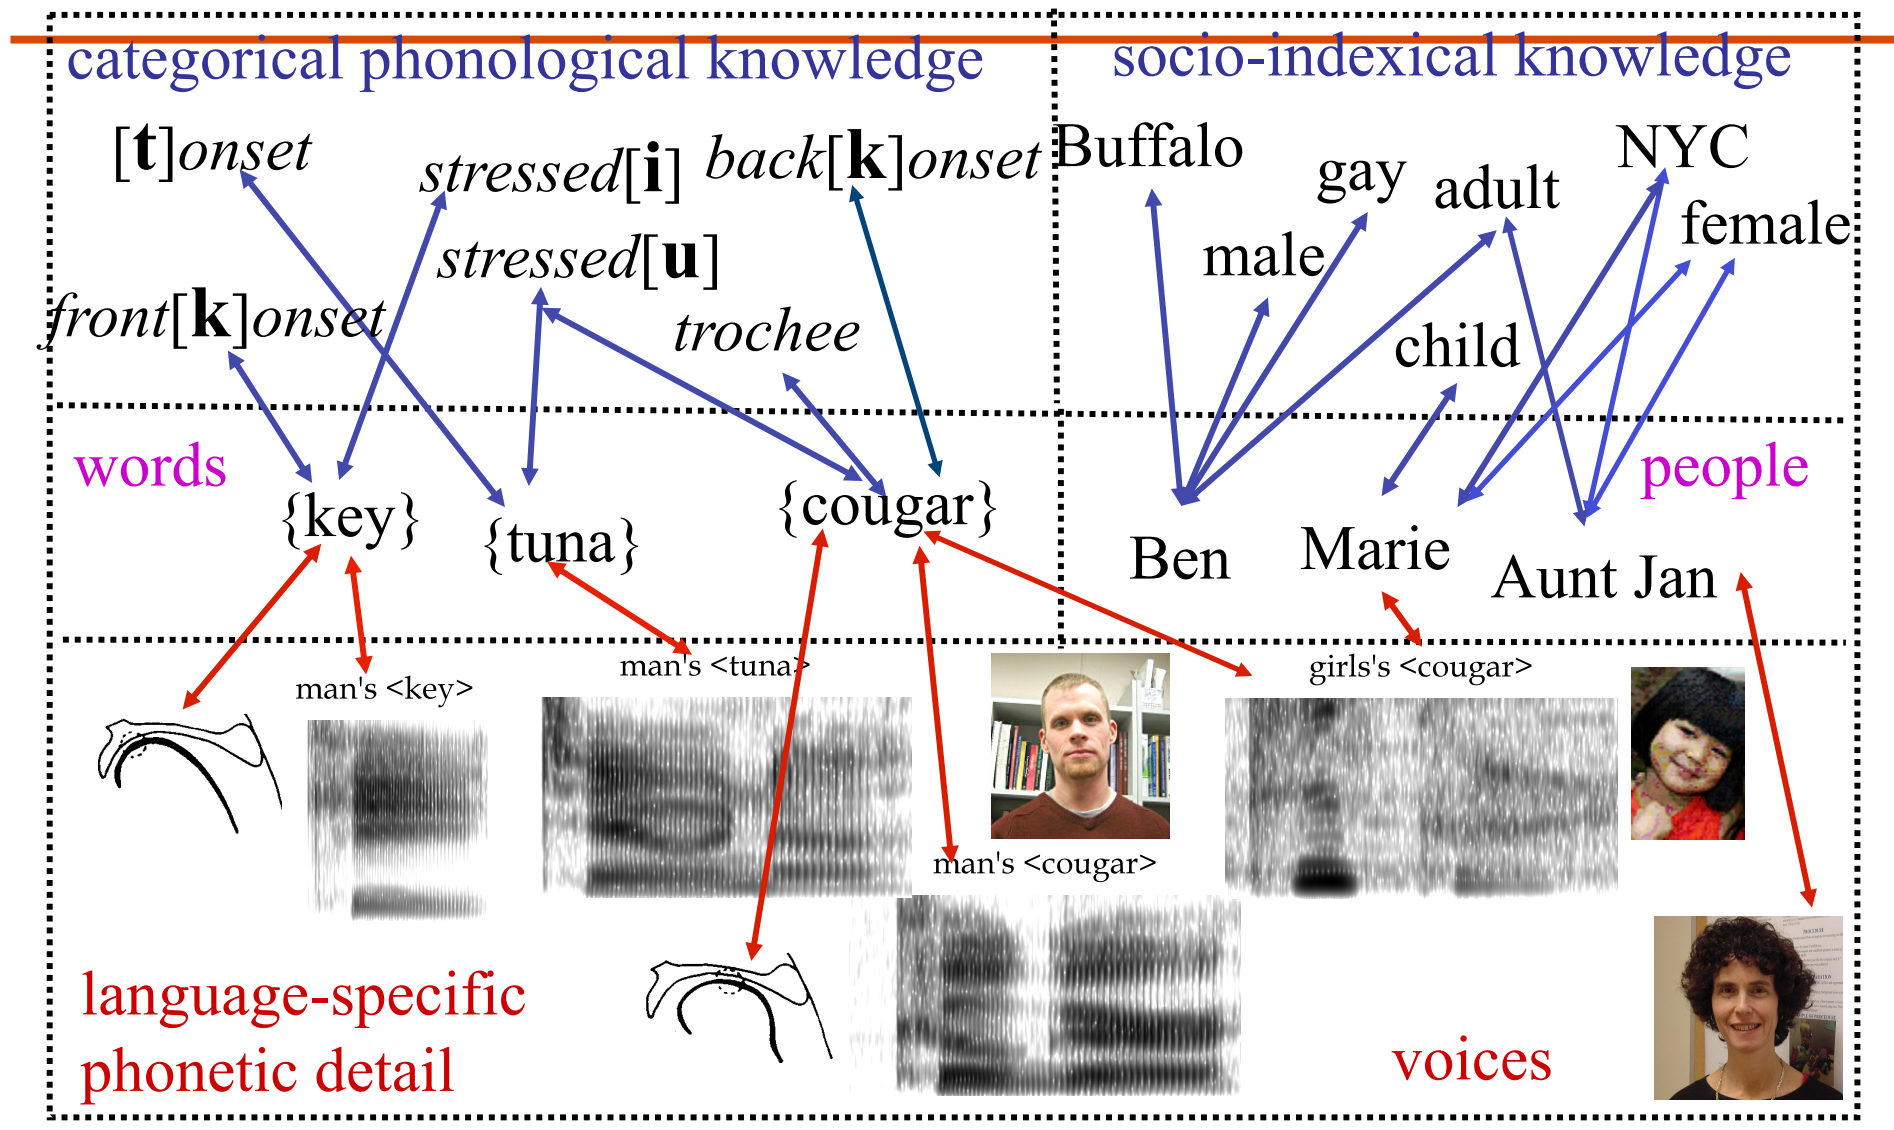 categorical phonological knowledge
socio-indexical knowledge
[t]onset
stressed[i]
back[k]onset
Buffalo
gay
adult
NYC
female
stressed[u]
male
front[k]onset
trochee
child
words
people
{key}
{tuna}
{cougar}
Ben
Marie
Aunt Jan
man's <key>
man's <tuna>
girls's <cougar>
man's <cougar>
language-specific
phonetic detail
voices